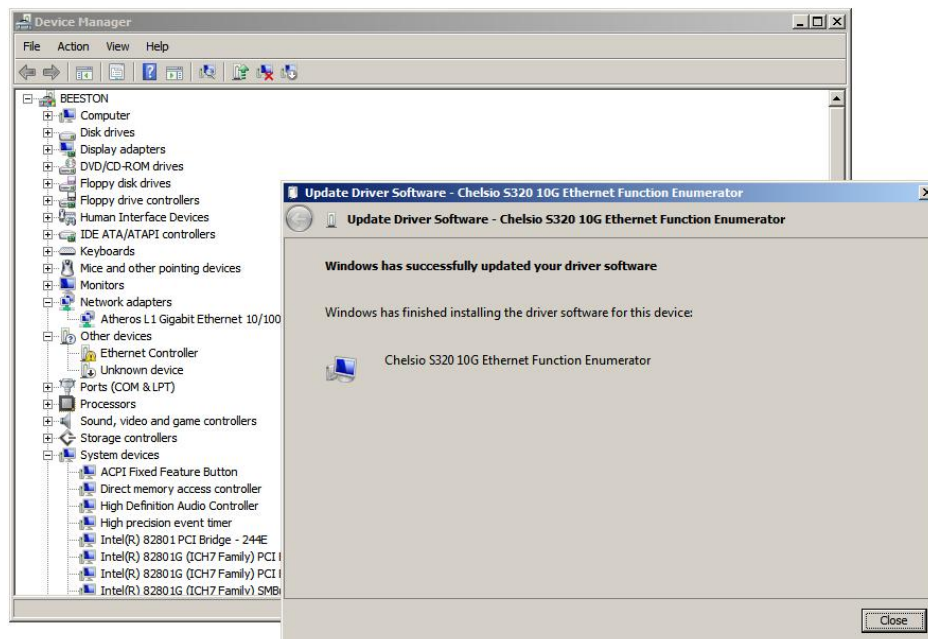 Device Manager
File Action View Help
BEESTON
Computer
Disk drives
Display adapters
DVD/CD-ROM drives
Floppy disk drives
Floppy drive controllers
Human Interface Devices
IDE ATA/ATAPI controllers
Keyboards
Mice and other pointing devices
Monitors
Network adapters
Atheros L1 Gigabit Ethernet 10/100
Other devices
Ethernet Controller
Unknown device
Ports (COM & LPT)
Processors
Sound, video and game controllers
Storage controllers
System devices
ACPI Fixed Feature Button
Direct memory access controller
High Definition Audio Controller
High precision event timer
Intel(R) 82801 PCI Bridge - 244E
Intel(R) 82801G (ICH7 Family) PCI
Intel(R) 82801G (ICH7 Family) PCI
Intel(R) 82801G (ICH7 Family) SMB
Update Driver Software - Chelsio S320 10G Ethernet Function Enumerator
Update Driver Software - Chelsio S320 10G Ethernet Function Enumerator
Windows has successfully updated your driver software
Windows has finished installing the driver software for this device:
Chelsio S320 10G Ethernet Function Enumerator
Close